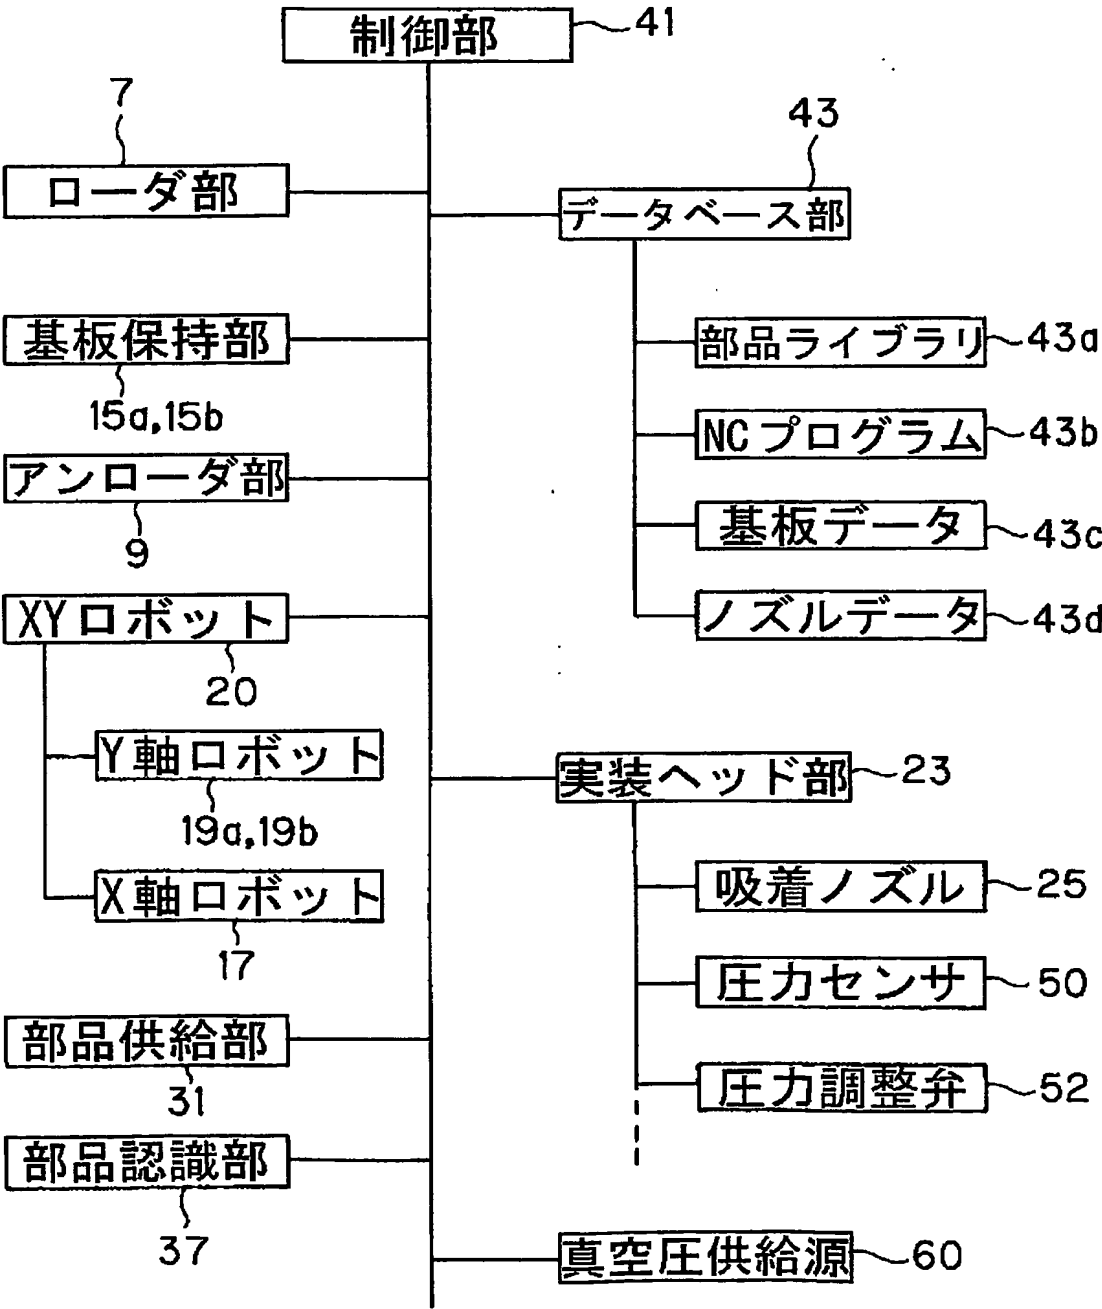 制御部
41
7
ローダ部
43
データベース部
基板保持部
15a,15b
部品ライブラリ
43a
NCプログラム
43b
アンローダ部
9
基板データ
43c
XYロボット
20
ノズルデータ
43d
Y軸ロボット
19a,19b
実装ヘッド部
23
X軸ロボット
17
吸着ノズル
25
圧力センサ
50
部品供給部
31
圧力調整弁
52
部品認識部
37
真空圧供給源
60